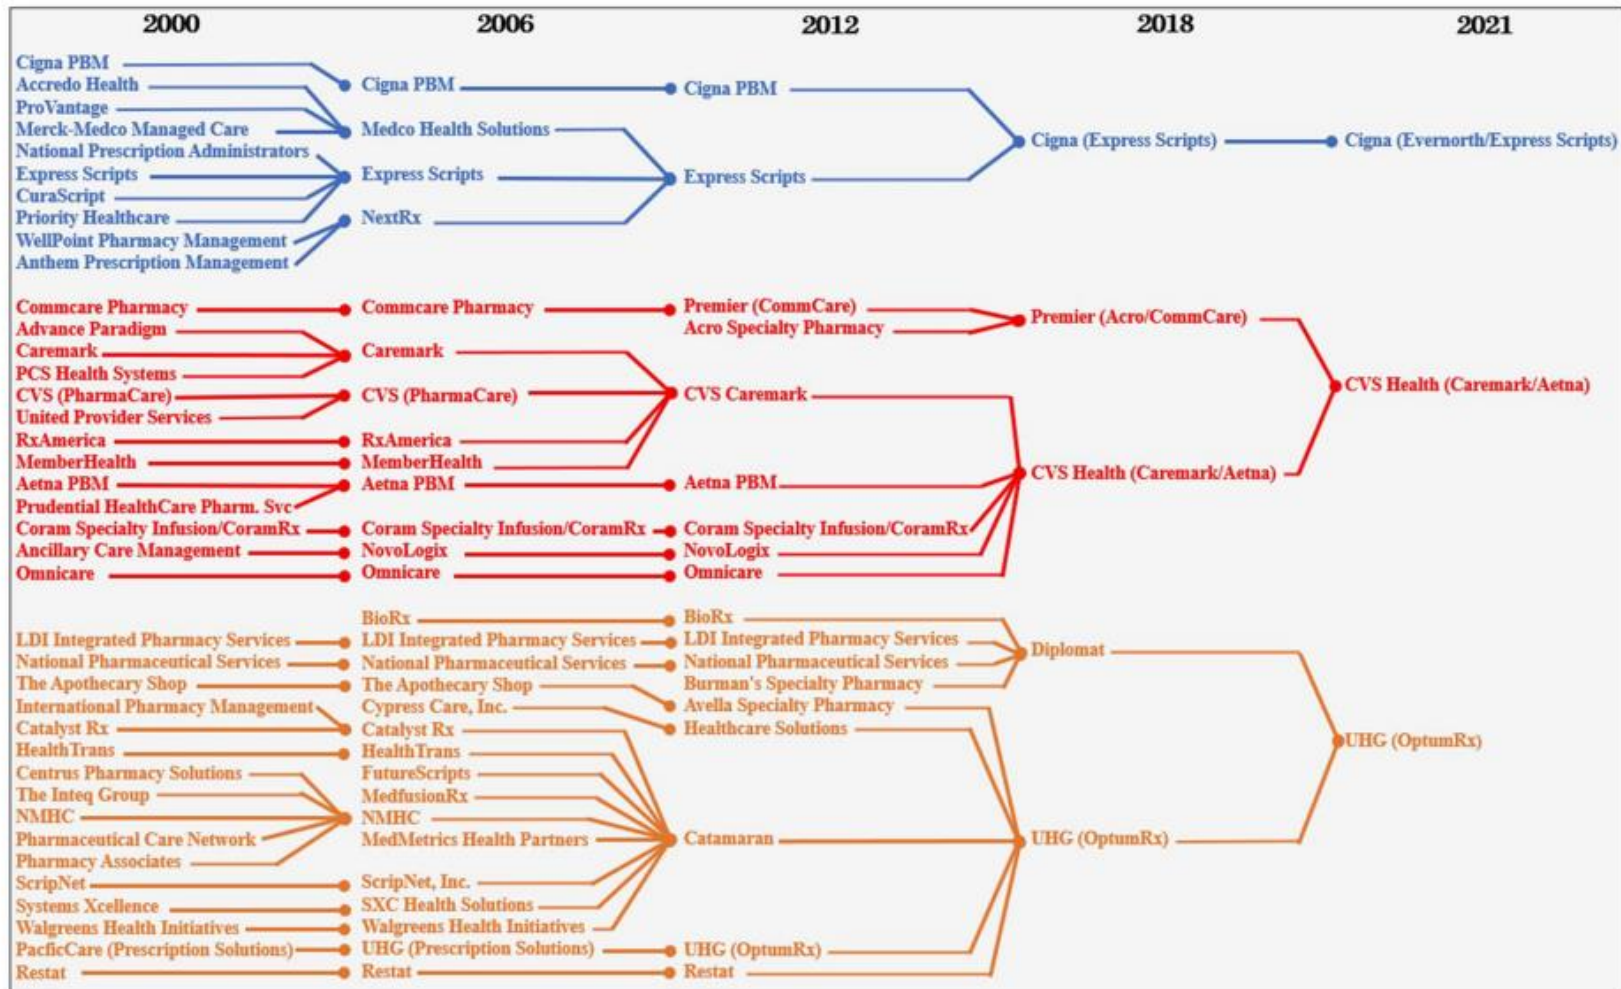 2000 2006 2012 2018 2021
Cigna PBM
Accredo Health
ProVantage
Merck-Medco Managed Care
National Prescription Administrators
Express Scripts
CuraScript
Priority Healthcare
WellPoint Pharmacy Management
Anthem Prescription Management
Cigna PBM
Medco Health Solutions
Express Scripts
NextRx
Cigna PBM
Express Scripts
Cigna (Express Scripts)
Cigna (Evernorth/Express Scripts)
Commcare Pharmacy
Advance Paradigm
Caremark
PCS Health Systems
CVS (PharmaCare)
United Provider Services
RxAmerica
MemberHealth
Aetna PBM
Prudential HealthCare Pharm. Svc
Coram Specialty Infusion/CoramRx
Ancillary Care Management
Omnicare
Commcare Pharmacy
Caremark
CVS (PharmaCare)
RxAmerica
MemberHealth
Aetna PBM
Coram Specialty Infusion/CoramRx
NovoLogix
Omnicare
Premier (CommCare)
Acro Specialty Pharmacy
CVS Caremark
Aetna PBM
Coram Specialty Infusion/CoramRx
NovoLogix
Omnicare
Premier (Acro/CommCare)
CVS Health (Caremark/Aetna)
CVS Health (Caremark/Aetna)
LDI Integrated Pharmacy Services
National Pharmaceutical Services
The Apothecary Shop
International Pharmacy Management
Catalyst Rx
HealthTrans
Centrus Pharmacy Solutions
The Inteq Group
NMHC
Pharmaceutical Care Network
Pharmacy Associates
ScripNet
Systems Xcellence
Walgreens Health Initiatives
PacficCare (Prescription Solutions)
Restat
BioRx
LDI Integrated Pharmacy Services
National Pharmaceutical Services
The Apothecary Shop
Cypress Care, Inc.
Catalyst Rx
HealthTrans
FutureScripts
MedfusionRx
NMHC
MedMetrics Health Partners
ScripNet, Inc.
SXC Health Solutions
Walgreens Health Initiatives
UHG (Prescription Solutions)
Restat
BioRx
LDI Integrated Pharmacy Services
National Pharmaceutical Services
Burman's Specialty Pharmacy
Avella Specialty Pharmacy
Healthcare Solutions
Catamaran
UHG (OptumRx)
Restat
Diplomat
UHG (OptumRx)
UHG (OptumRx)